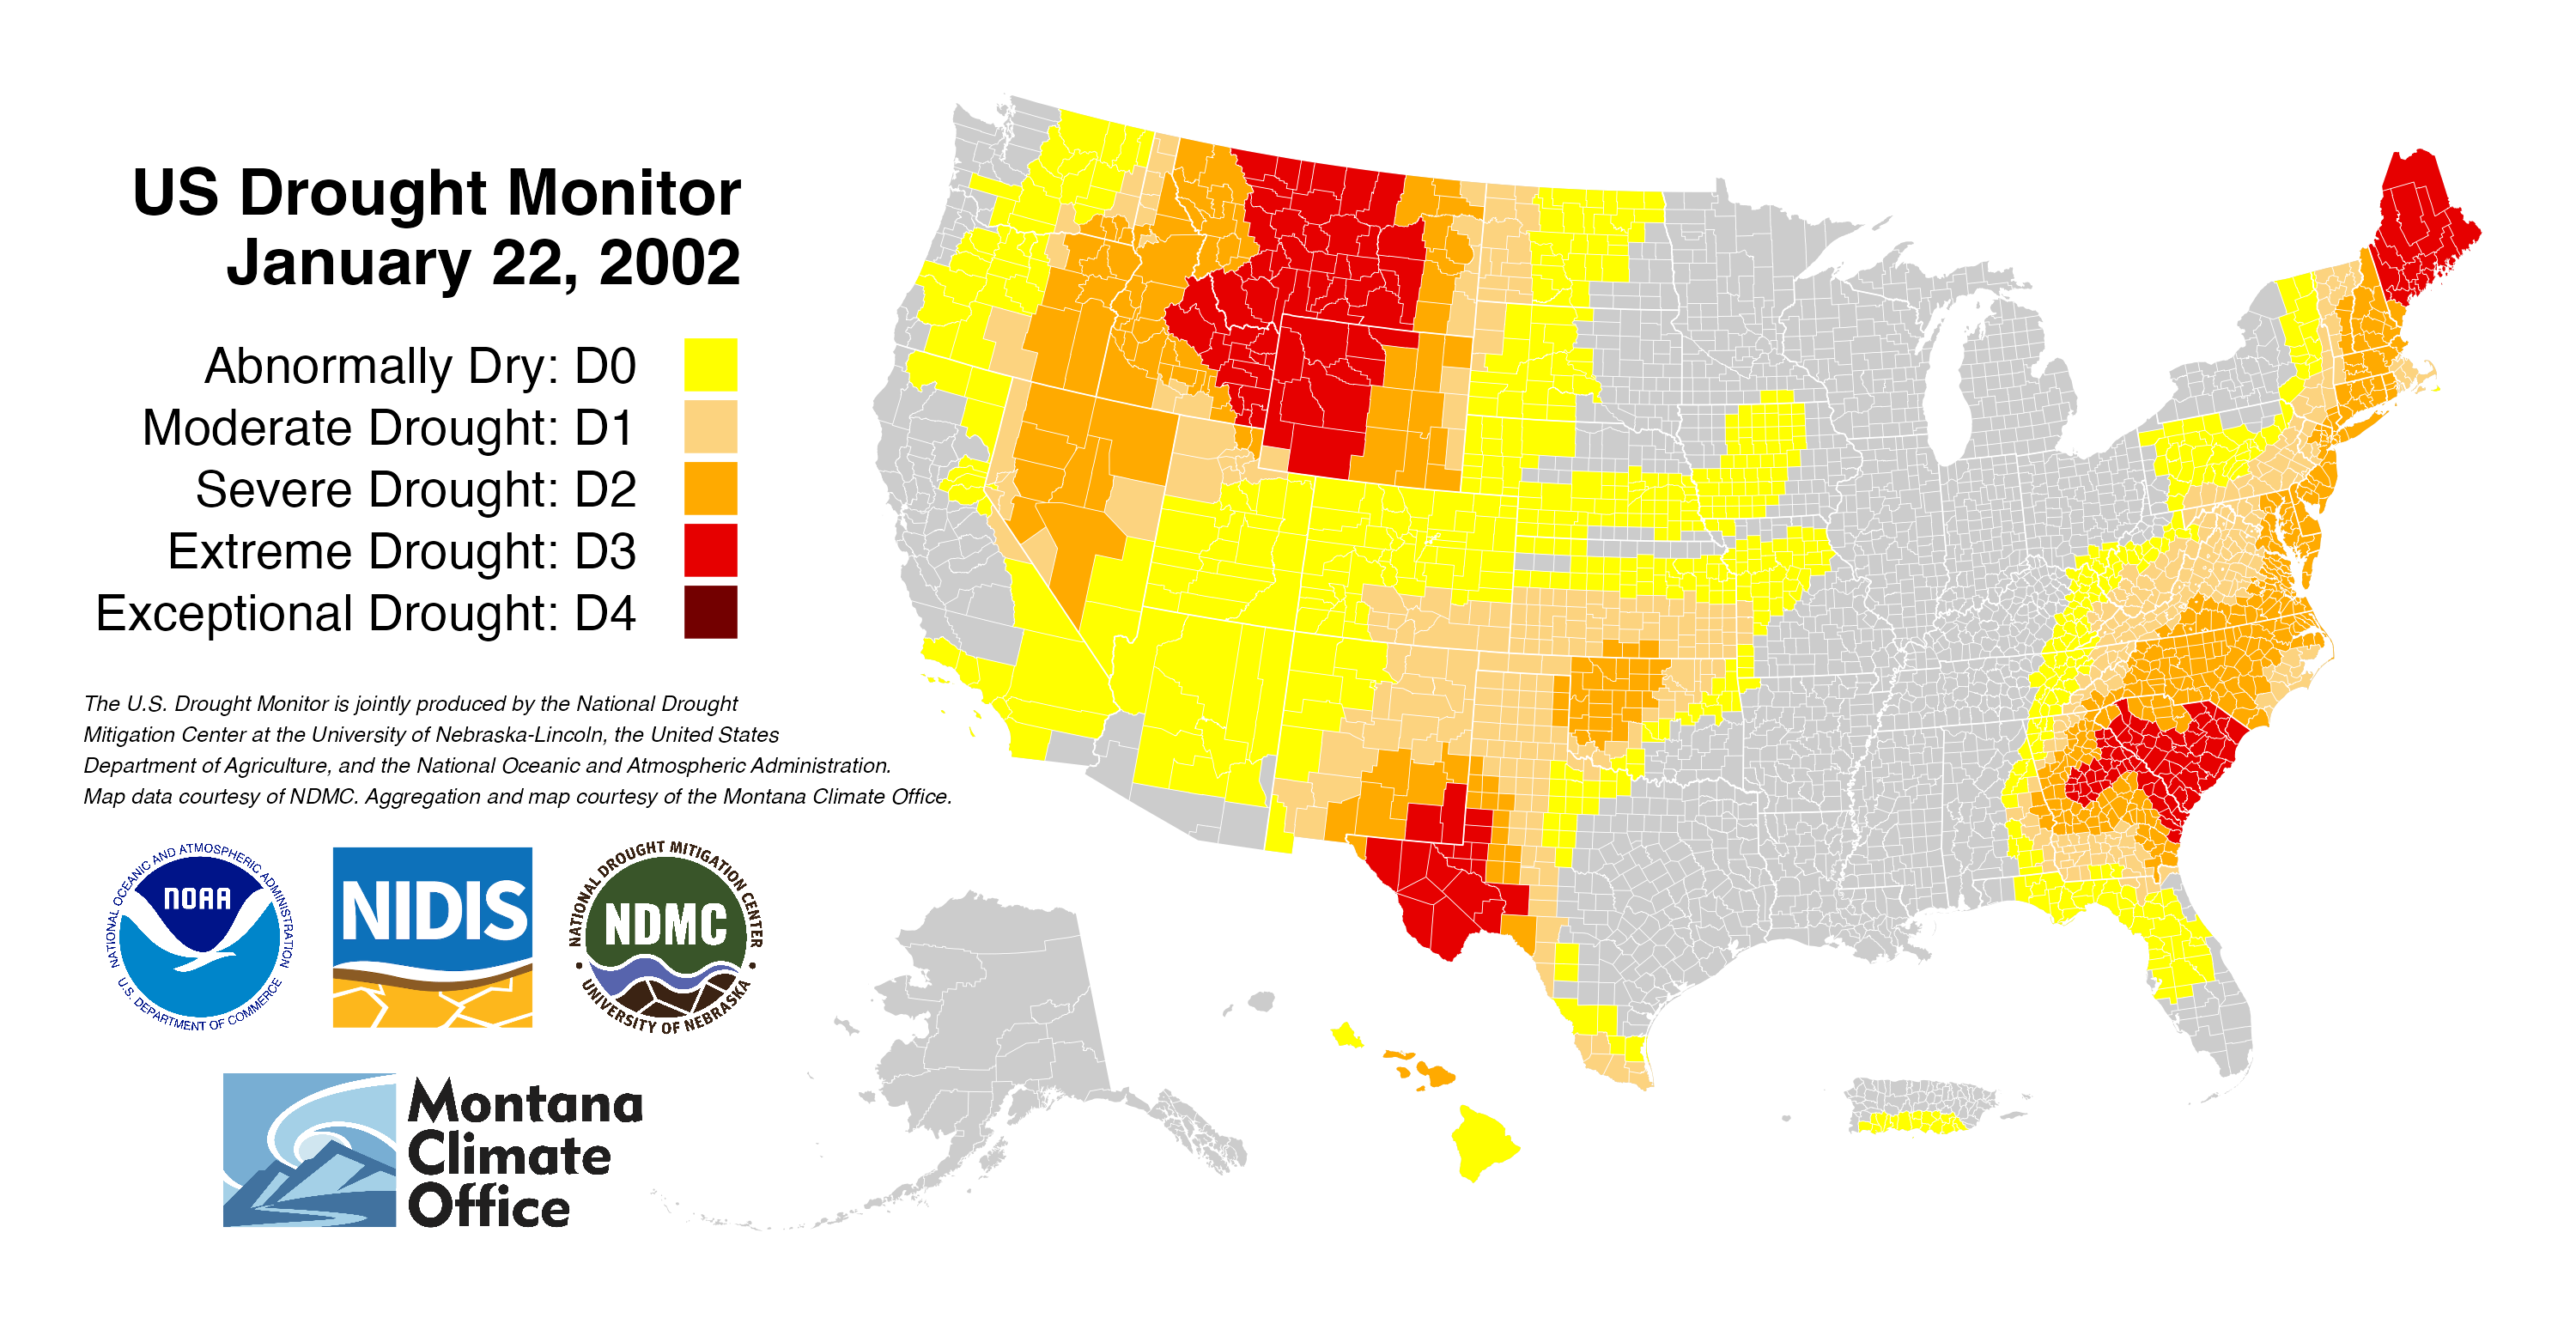 US Drought Monitor
January 22, 2002
Abnormally Dry: D0
Moderate Drought: D1
Severe Drought: D2
Extreme Drought: D3
Exceptional Drought: D4
The U.S. Drought Monitor is jointly produced by the National Drought
Mitigation Center at the University of Nebraska-Lincoln, the United States
Department of Agriculture, and the National Oceanic and Atmospheric Administration.
Map data courtesy of NDMC. Aggregation and map courtesy of the Montana Climate Office.
NATIONAL OCEANIC AND ATMOSPHERIC ADMINISTRATION
NOAA
U.S. DEPARTMENT OF COMMERCE
NIDIS
NATIONAL DROUGHT MITIGATION CENTER
NDMC
UNIVERSITY OF NEBRASKA
Montana
Climate
Office